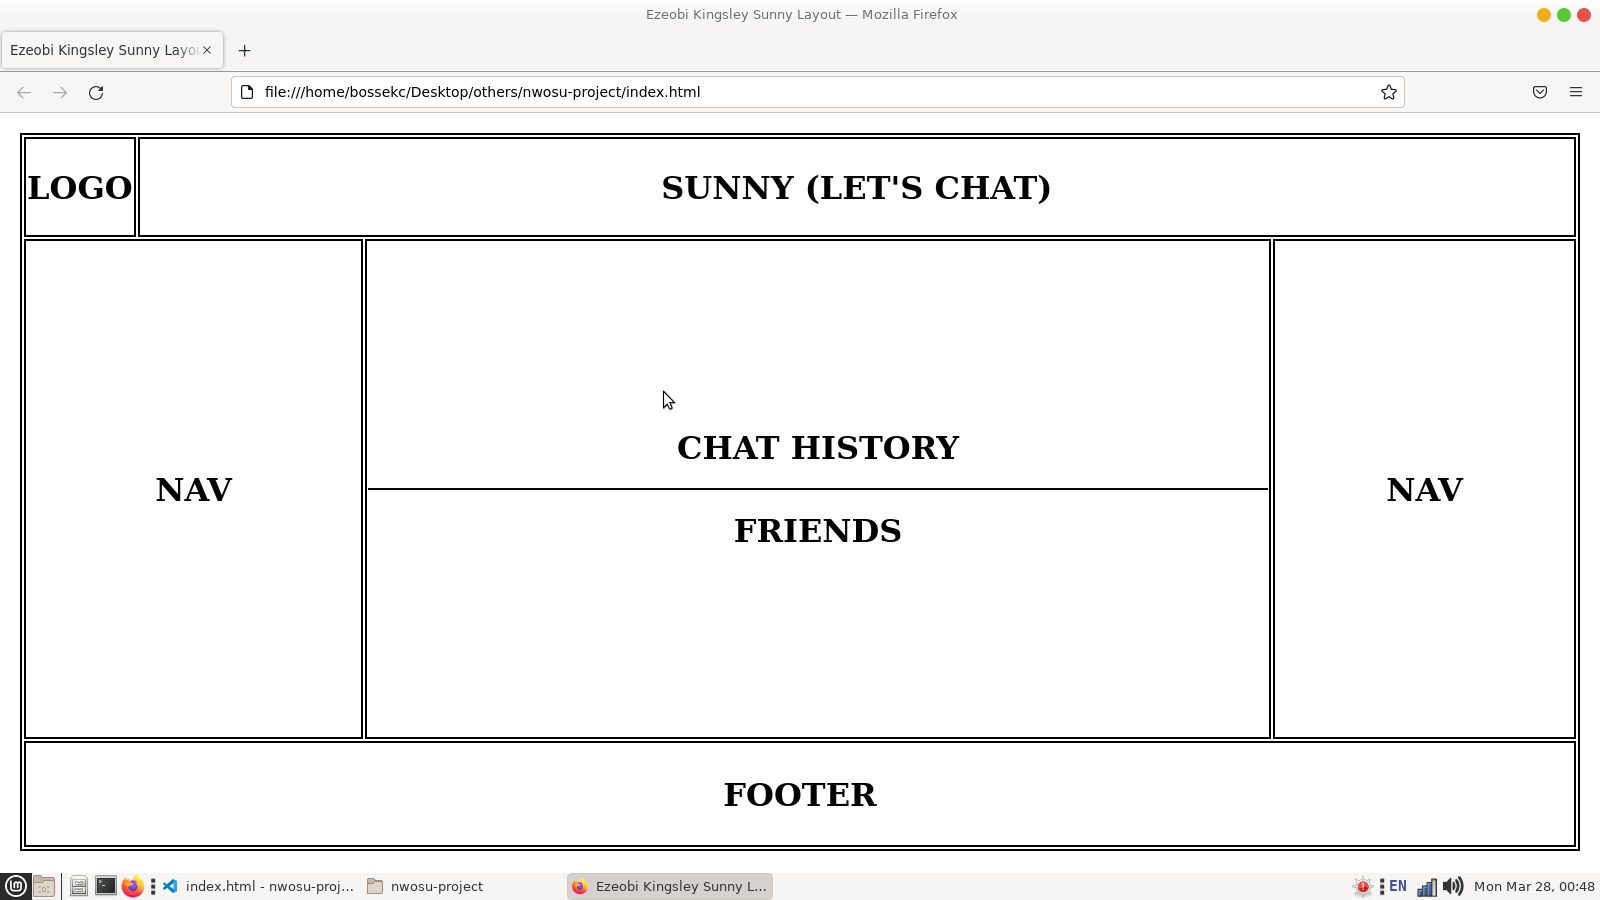 Ezeobi Kingsley Sunny Layout — Mozilla Firefox
Ezeobi Kingsley Sunny Layou
file:///home/bossekc/Desktop/others/nwosu-project/index.html
LOGO
SUNNY (LET'S CHAT)
CHAT HISTORY
NAV
NAV
FRIENDS
FOOTER
index.html - nwosu-proj...
nwosu-project
Ezeobi Kingsley Sunny L...
EN
Mon Mar 28, 00:48